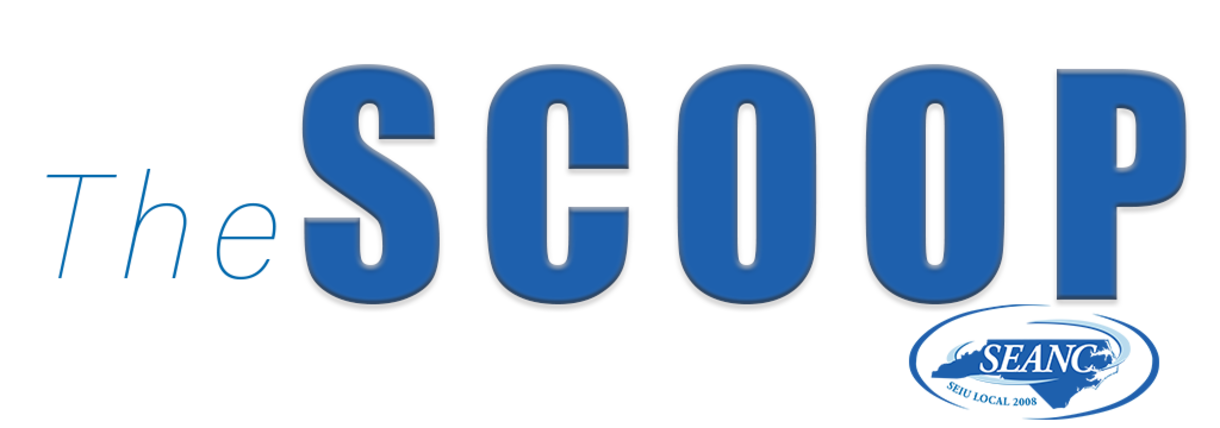 The SCOOP
SEANC
SEIU LOCAL 2008